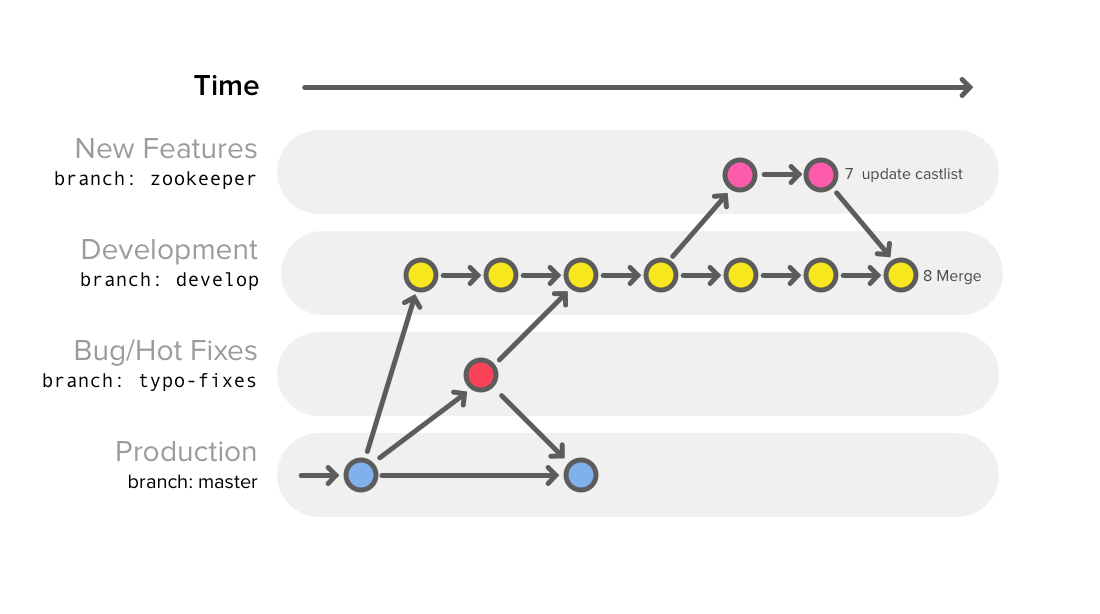 Time
New Features
branch: zookeeper
7 update castlist
Development
branch: develop
8 Merge
Bug/Hot Fixes
branch: typo-fixes
Production
branch: master